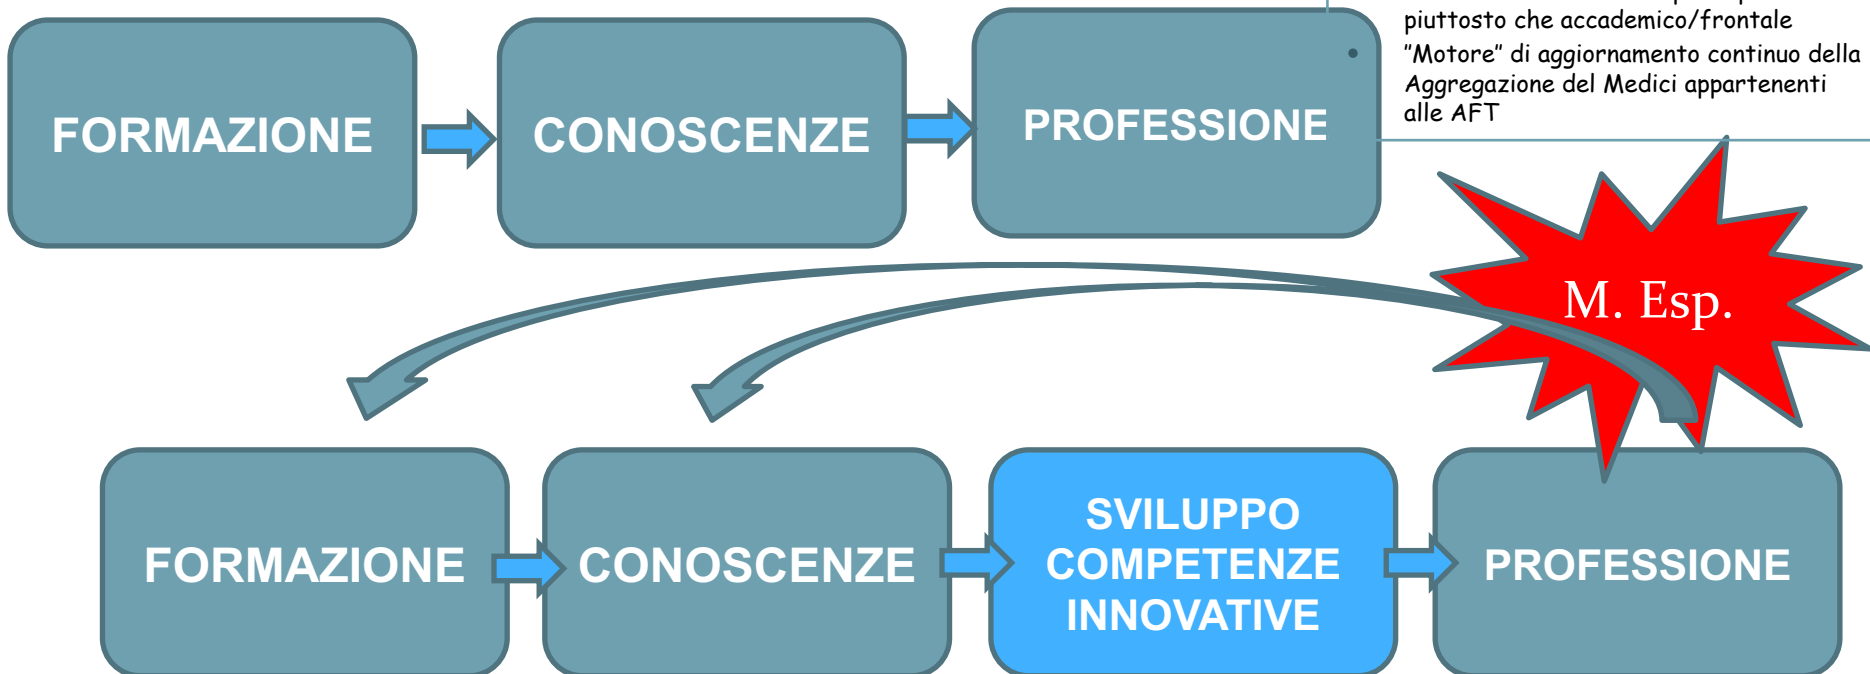 piuttosto che accademico/frontale
• "Motore" di aggiornamento continuo della
Aggregazione del Medici appartenenti
alle AFT
FORMAZIONE
CONOSCENZE
PROFESSIONE
M. Esp.
FORMAZIONE
CONOSCENZE
SVILUPPO
COMPETENZE
INNOVATIVE
PROFESSIONE